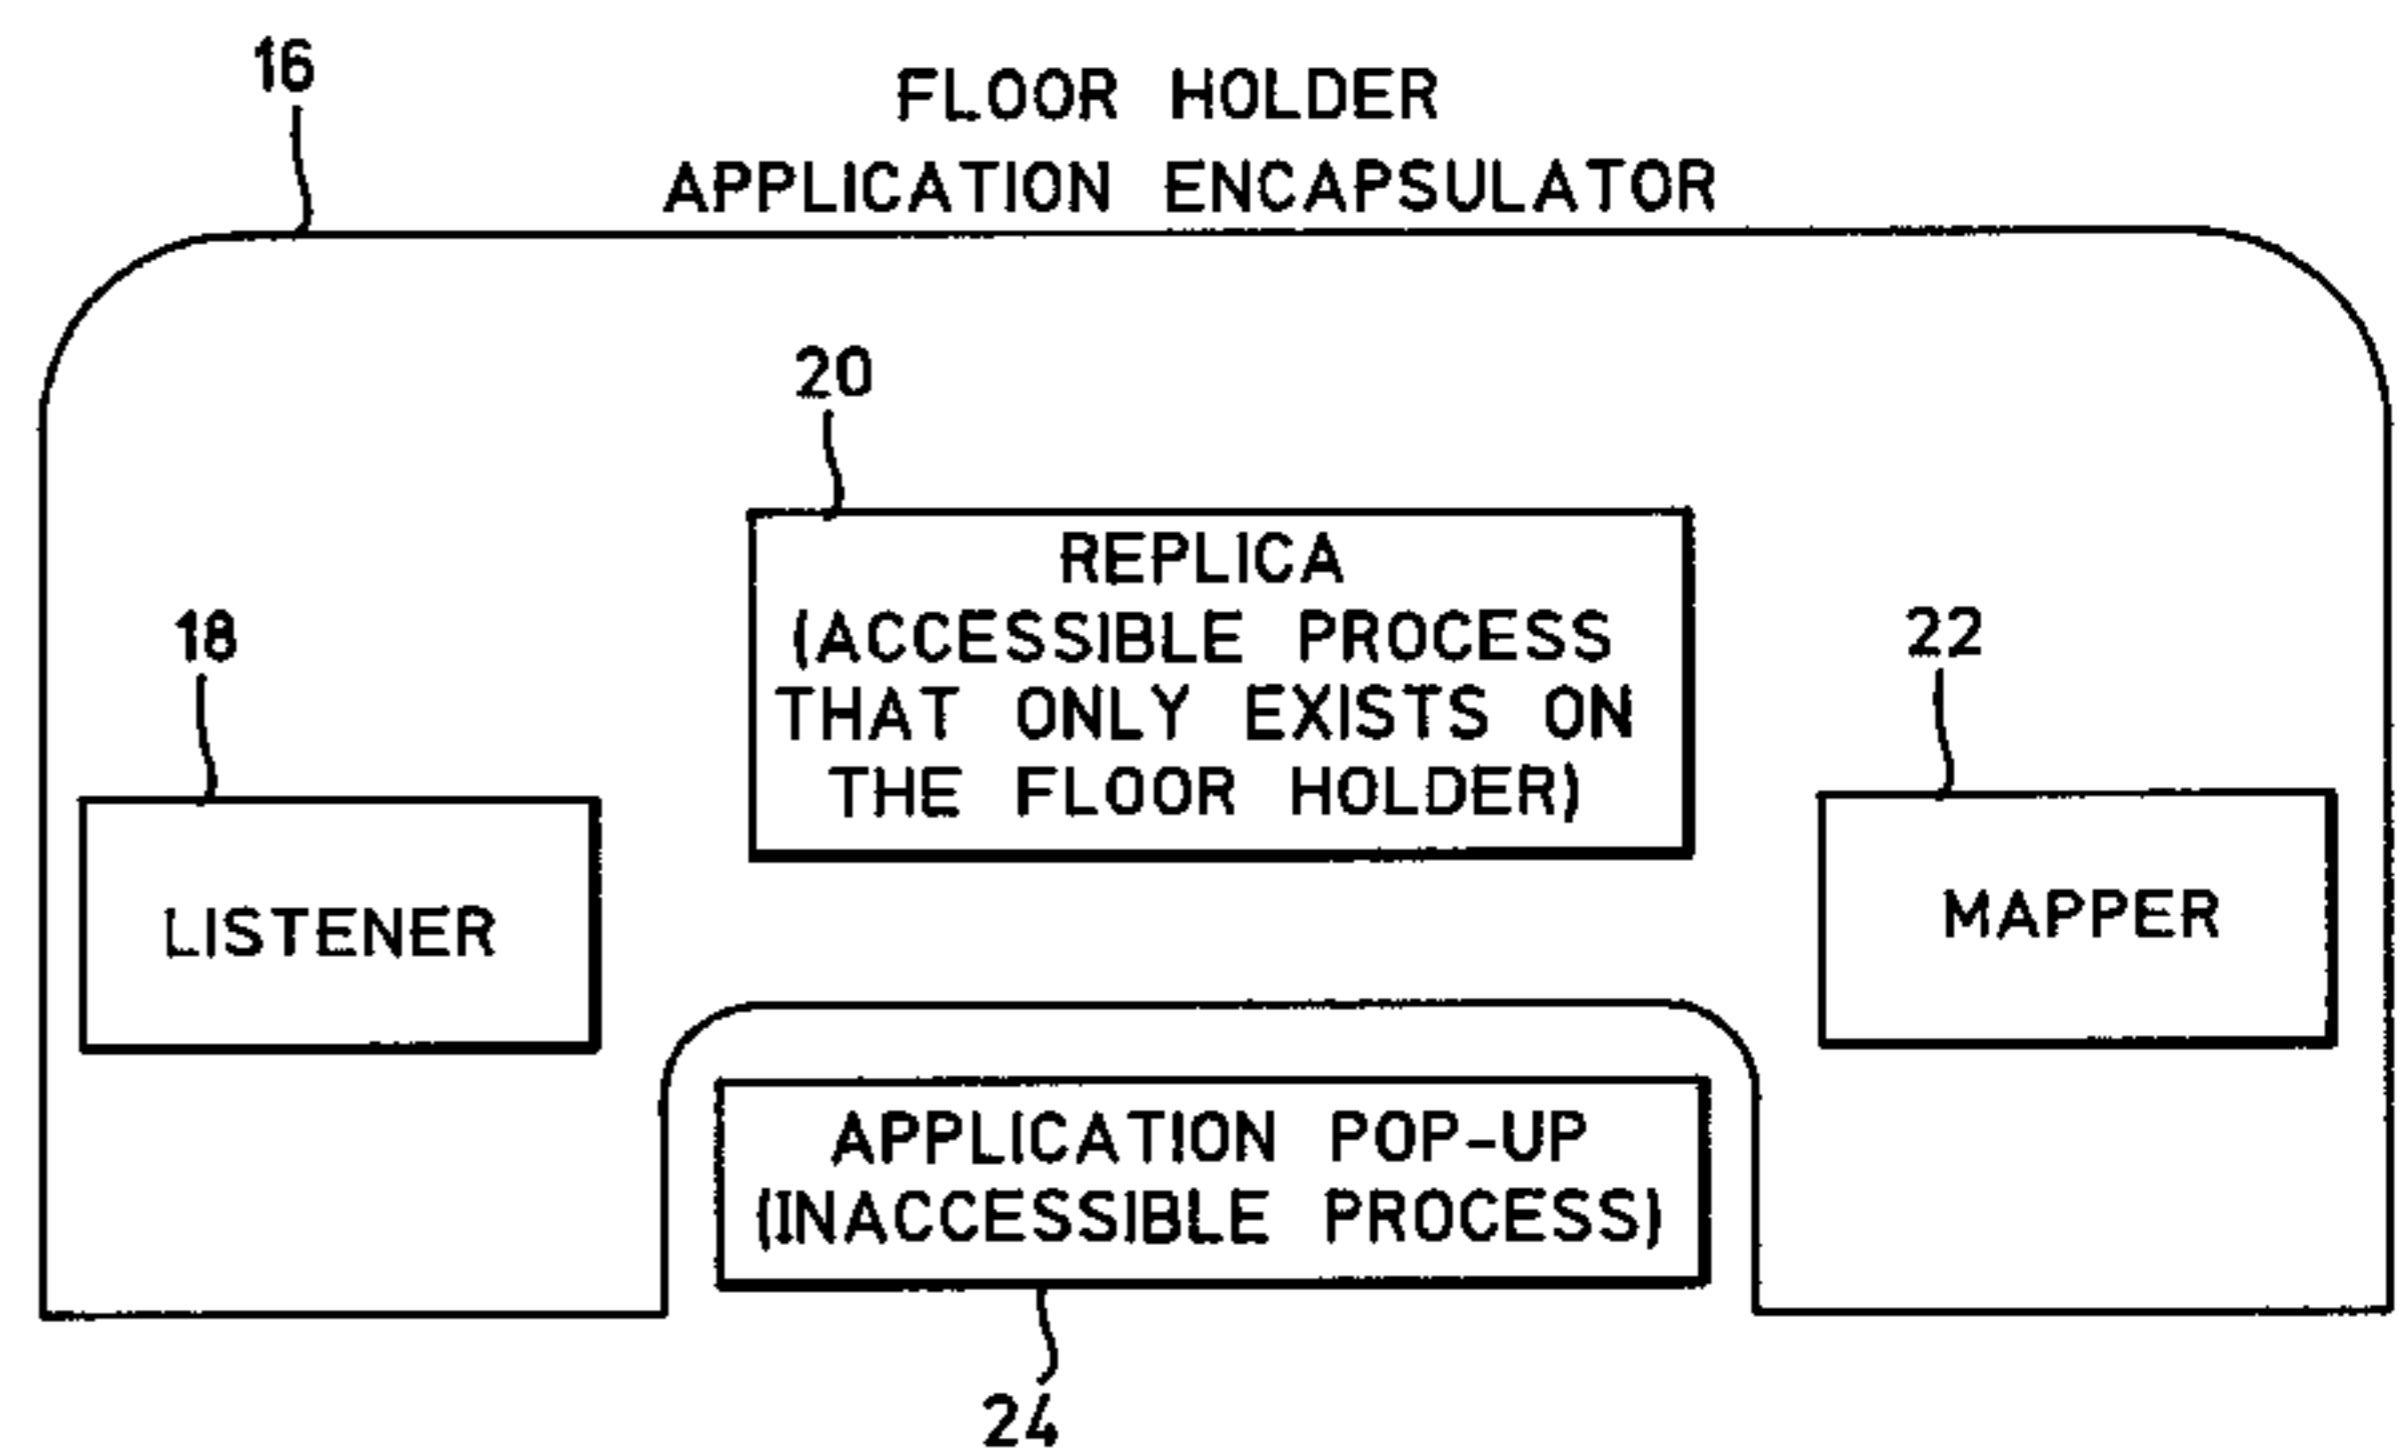 16
FLOOR HOLDER
APPLICATION ENCAPSULATOR
20
REPLICA
(ACCESSIBLE PROCESS
THAT ONLY EXISTS ON
THE FLOOR HOLDER)
18
LISTENER
22
MAPPER
APPLICATION POP-UP
(INACCESSIBLE PROCESS)
24